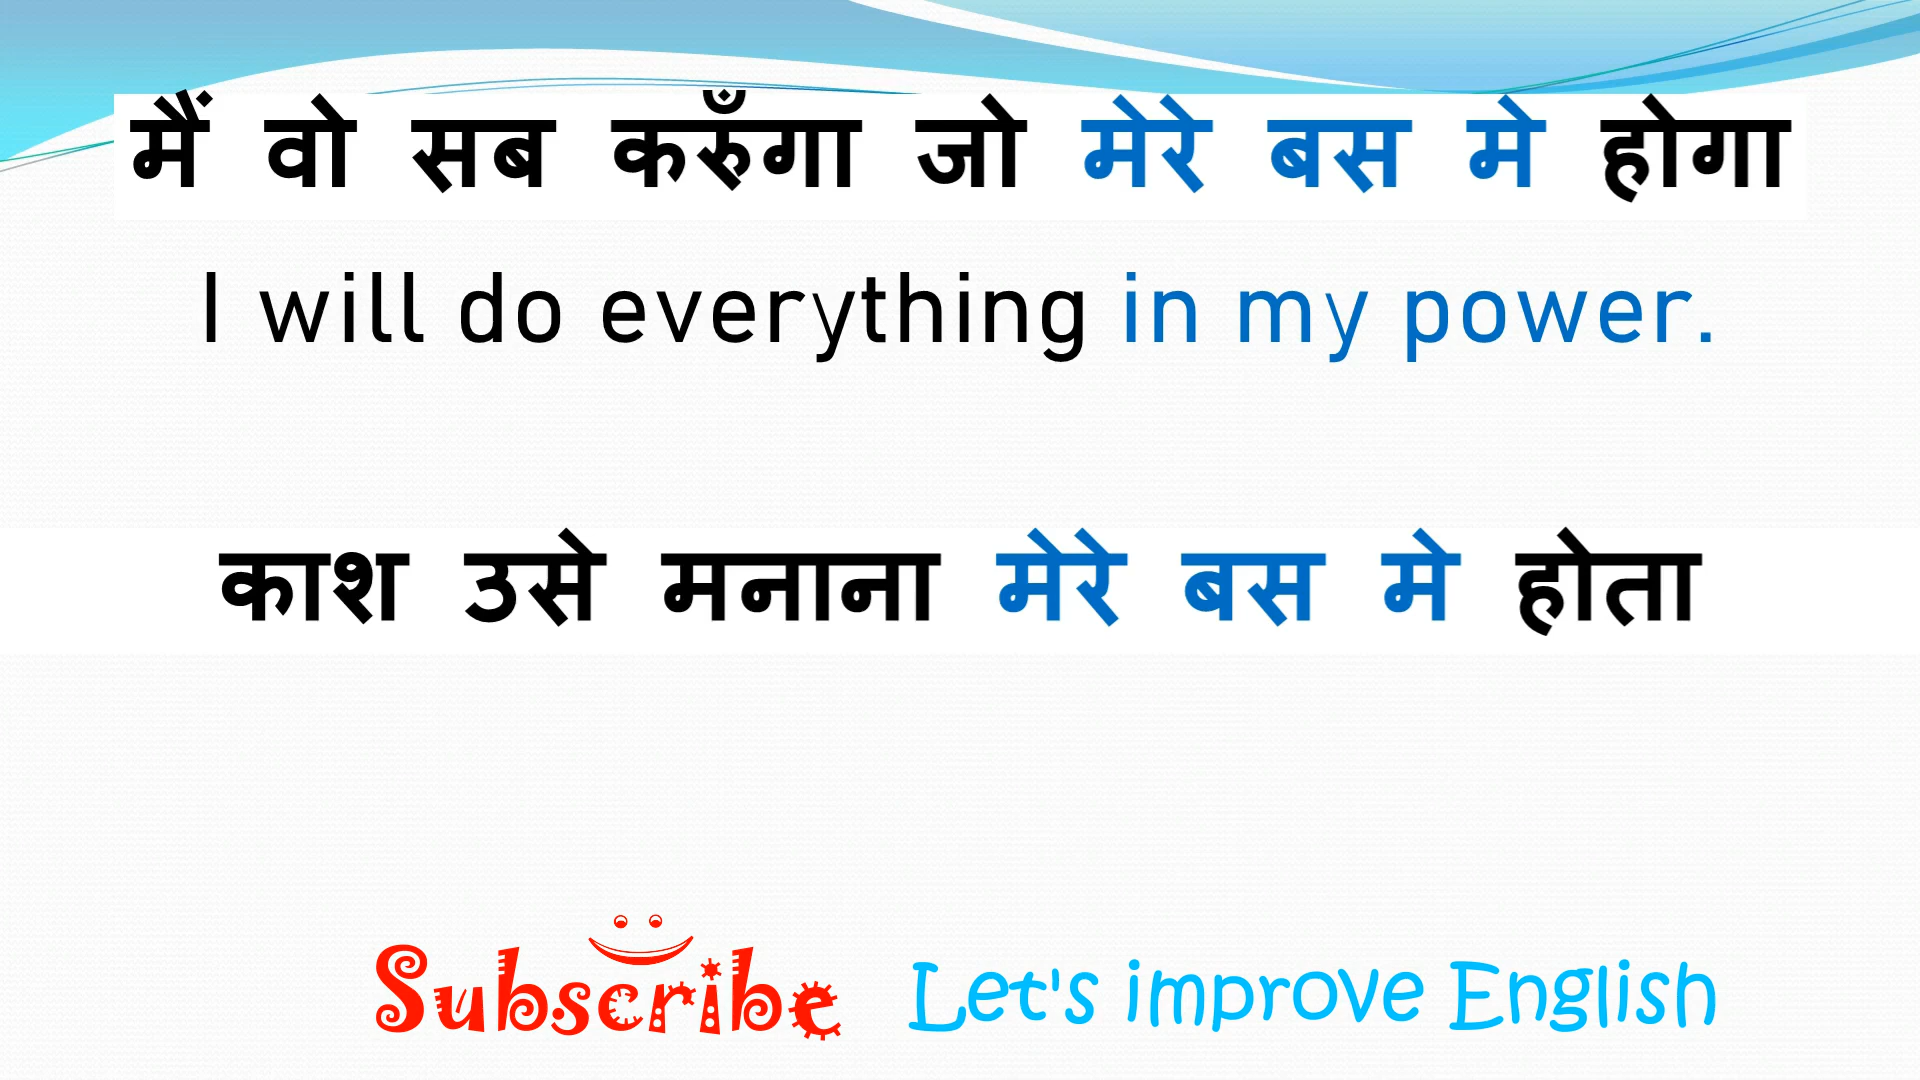 मैं वो सब करुँगा जो मेरे बस मे होगा
I will do everything in my power.
काश उसे मनाना मेरे बस मे होता
Subscribe Let's improve English